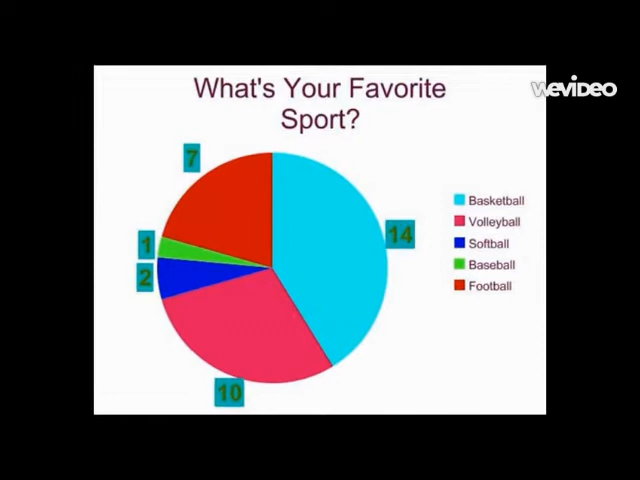 wevideo
What's Your Favorite
Sport?
7
14
1
2
10
Basketball
Volleyball
Softball
Baseball
Football